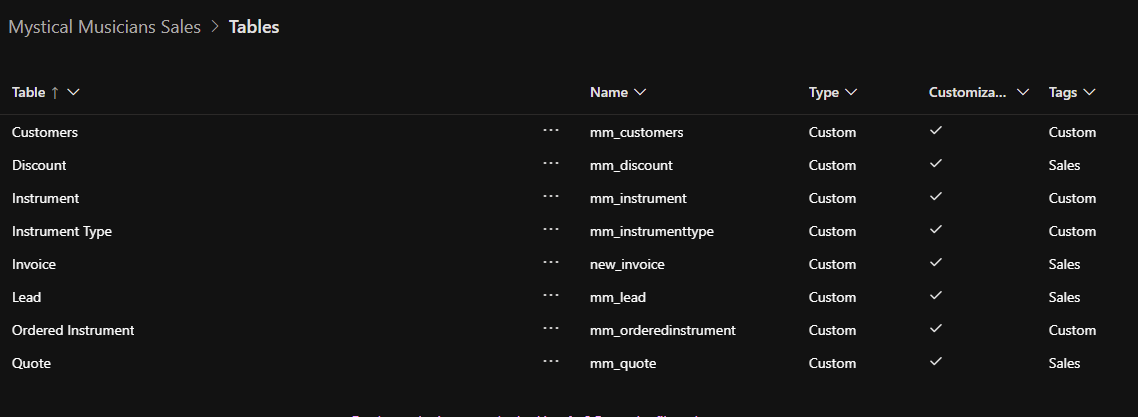 Mystical Musicians Sales > Tables
Table ↑ Name Type Customiza... Tags
Customers ... mm_customers Custom ✓ Custom
Discount ... mm_discount Custom ✓ Sales
Instrument ... mm_instrument Custom ✓ Custom
Instrument Type ... mm_instrumenttype Custom ✓ Custom
Invoice ... new_invoice Custom ✓ Sales
Lead ... mm_lead Custom ✓ Sales
Ordered Instrument ... mm_orderedinstrument Custom ✓ Custom
Quote ... mm_quote Custom ✓ Sales